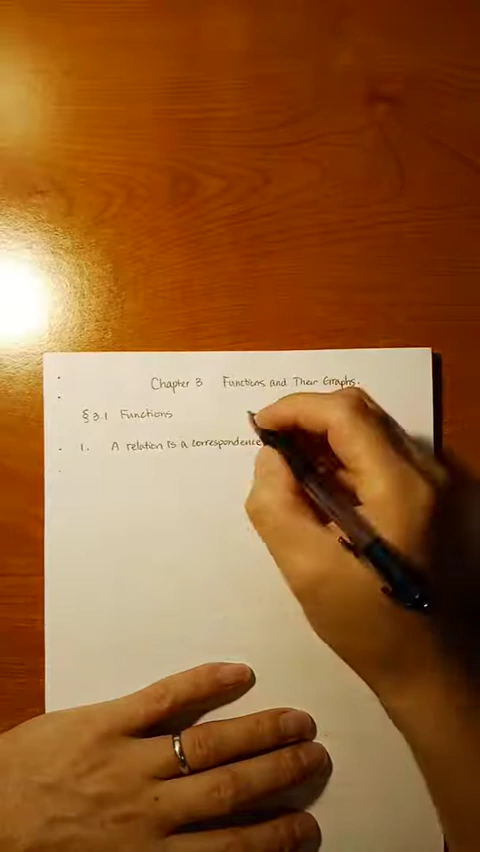 Chapter 3 Functions and Their Graphs.
§ 3.1 Functions
1. A relation is a correspondence